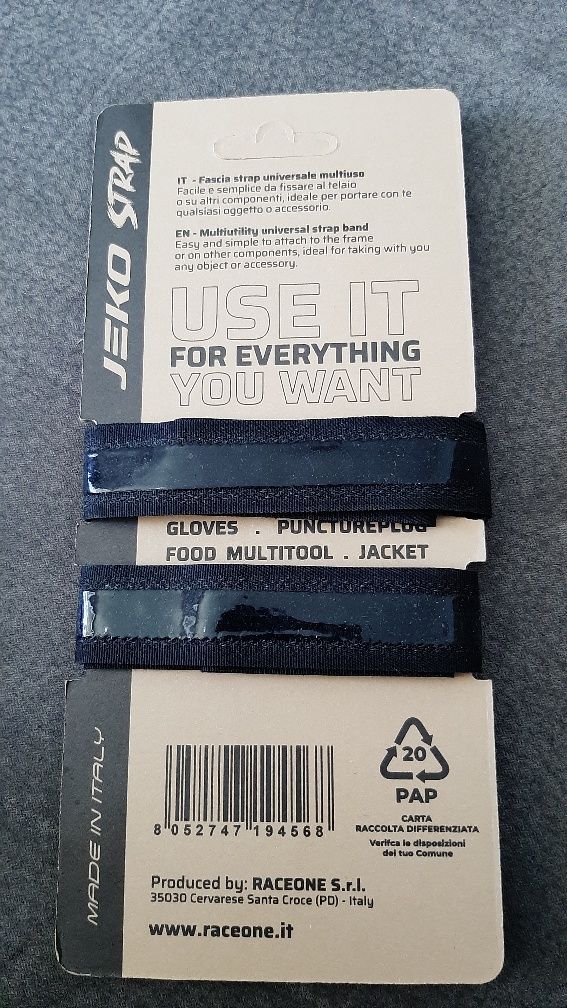 JEKO STRAP
IT - Fascia strap universale multiuso
Facile e semplice da fissare al telaio
o su altri componenti, ideale per portare con te
qualsiasi oggetto o accessorio.
EN - Multiutility universal strap band
Easy and simple to attach to the frame
or on other components, ideal for taking with you
any object or accessory.
USE IT
FOR EVERYTHING
YOU WANT
GLOVES . PUNCTUREPLUG
FOOD MULTITOOL . JACKET
MADE IN ITALY
8 052747 194568
20
PAP
CARTA
RACCOLTA DIFFERENZIATA
Verifca le disposizioni
del tuo Comune
Produced by: RACEONE S.r.l.
35030 Cervarese Santa Croce (PD) - Italy
www.raceone.it